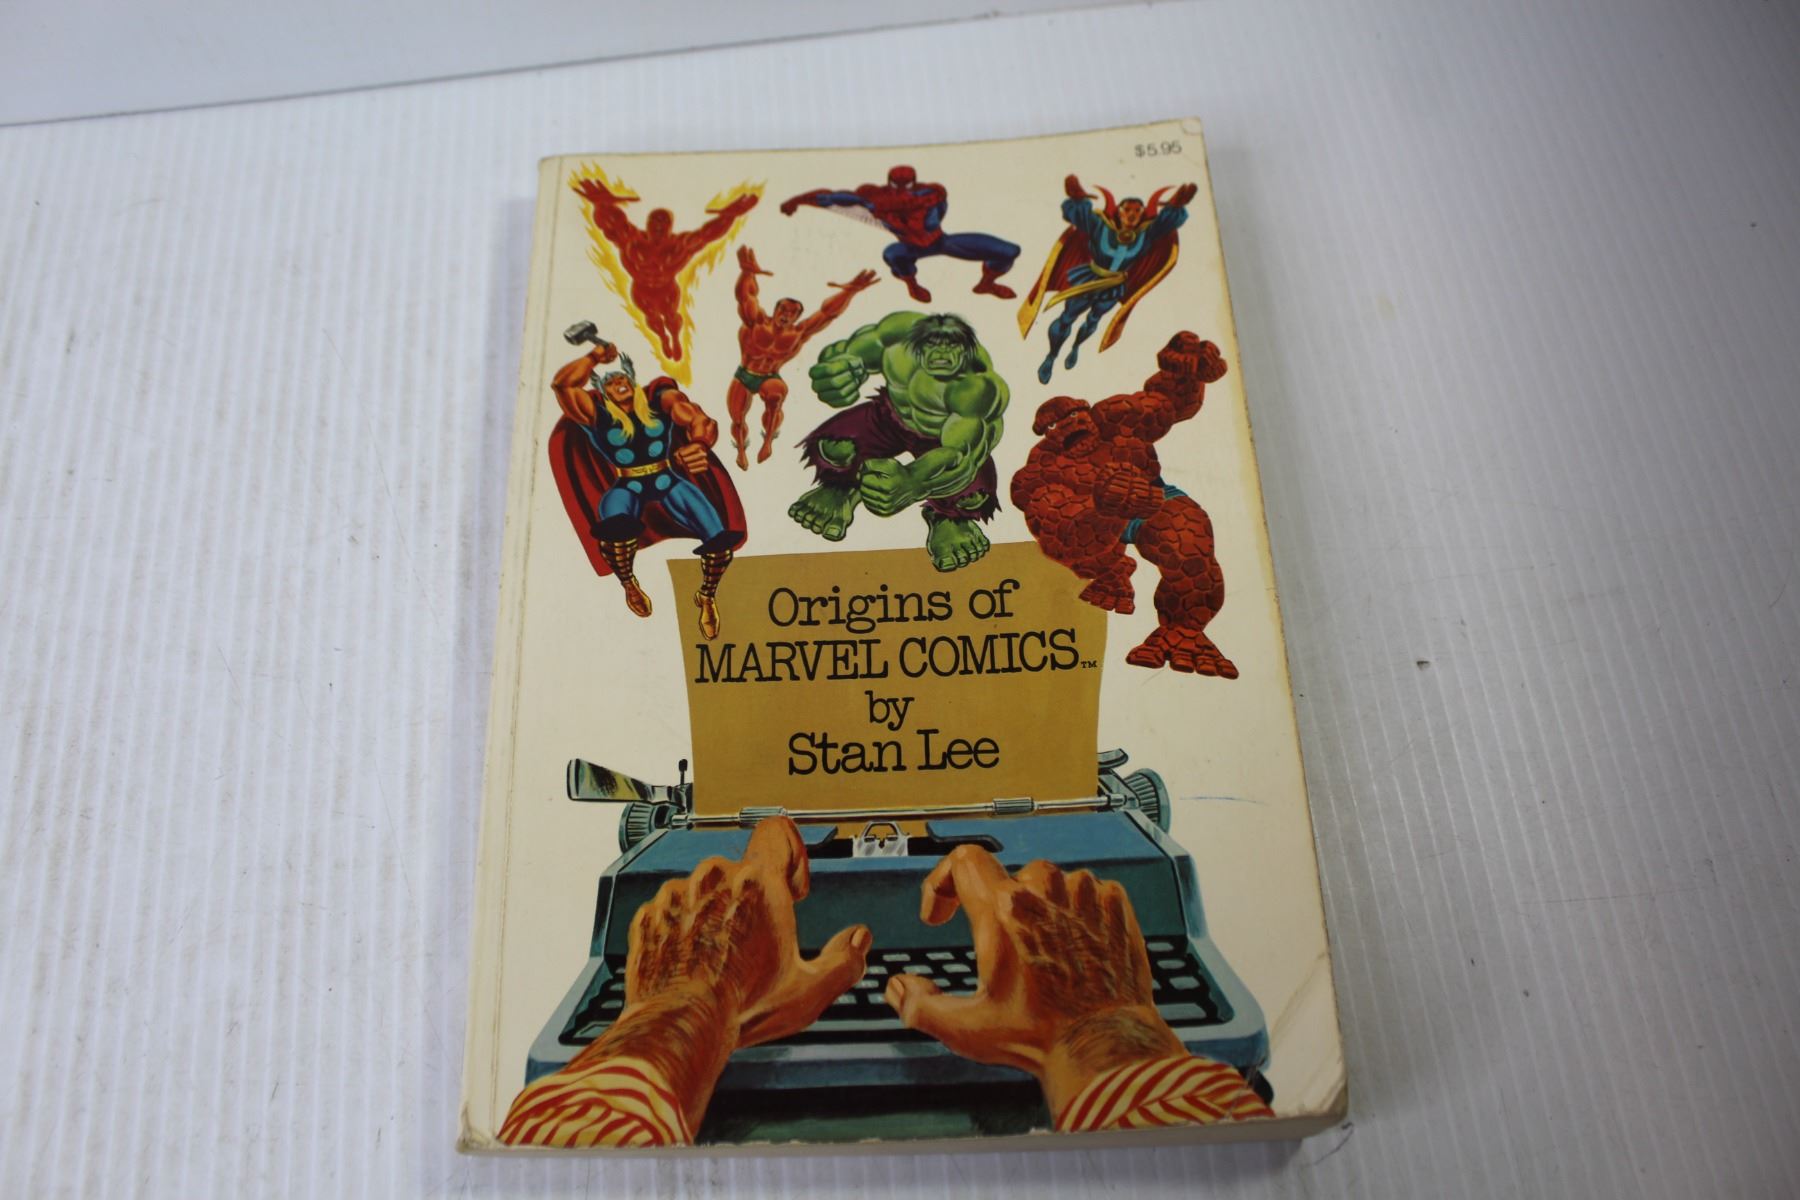 $5.95
Origins of
MARVEL COMICS™
by
Stan Lee